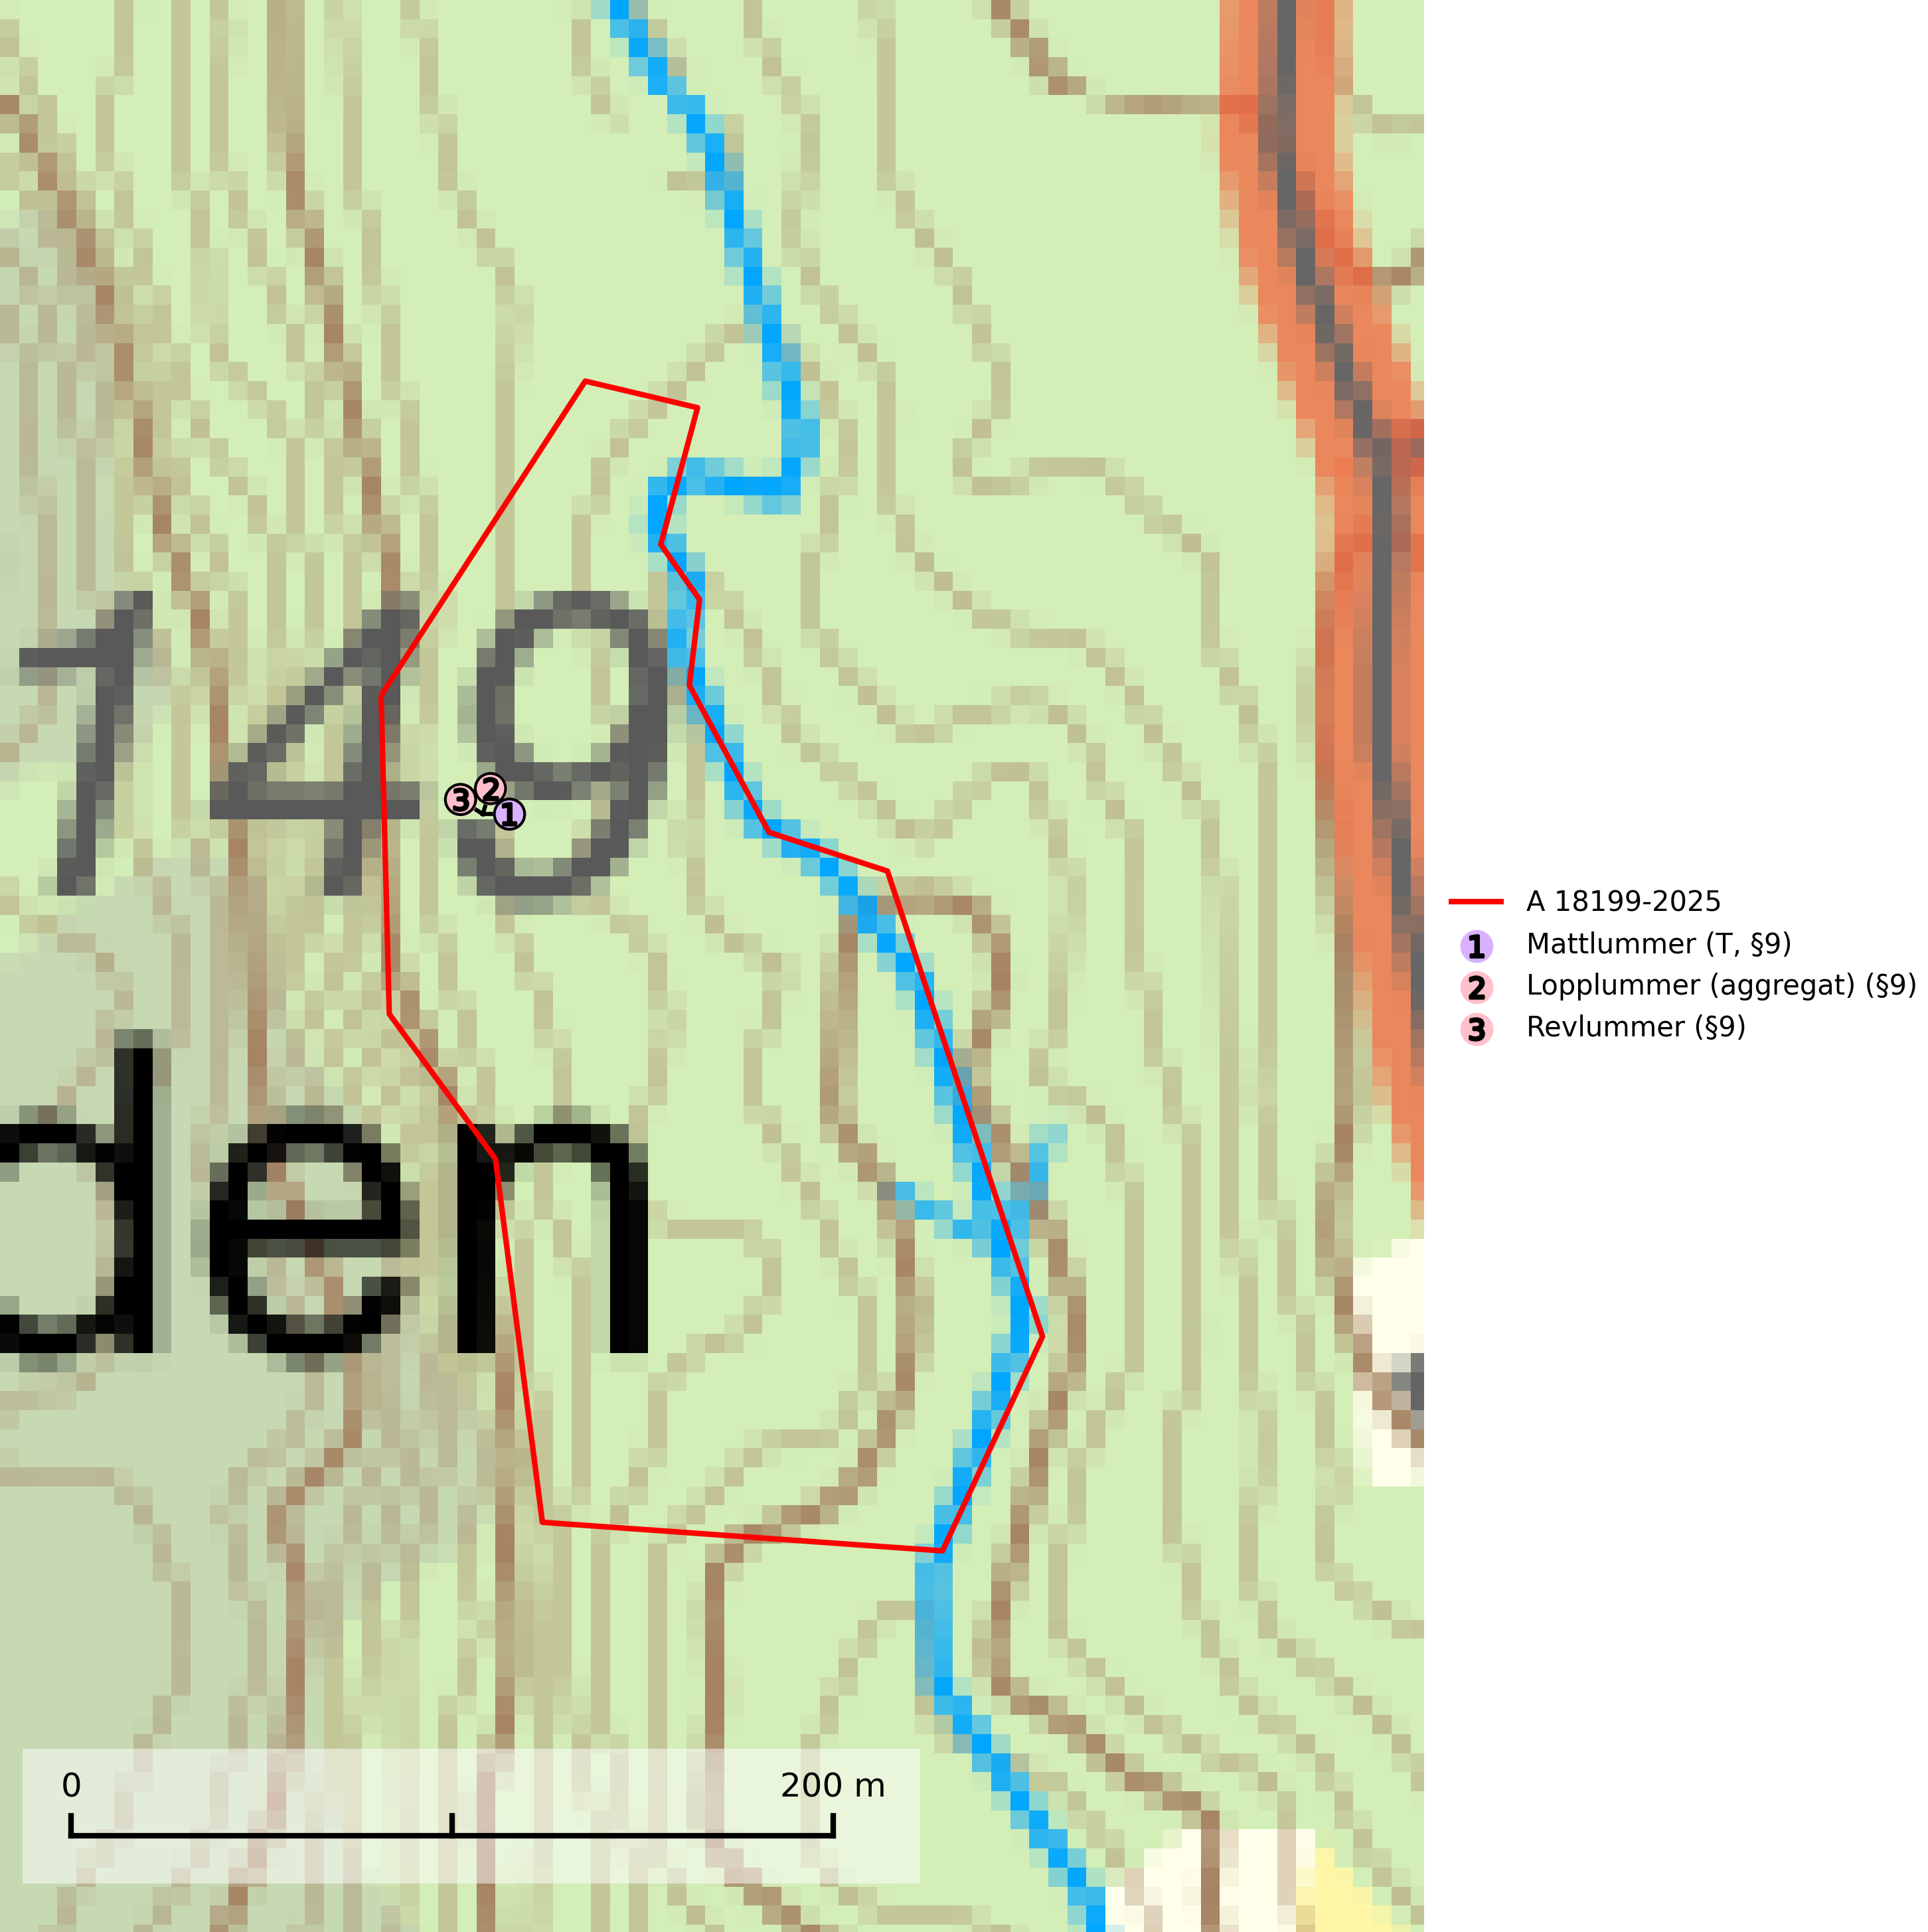 149
3 2 1
den
0 200 m
A 18199-2025
1 Mattlummer (T, §9)
2 Lopplummer (aggregat) (§9)
3 Revlummer (§9)